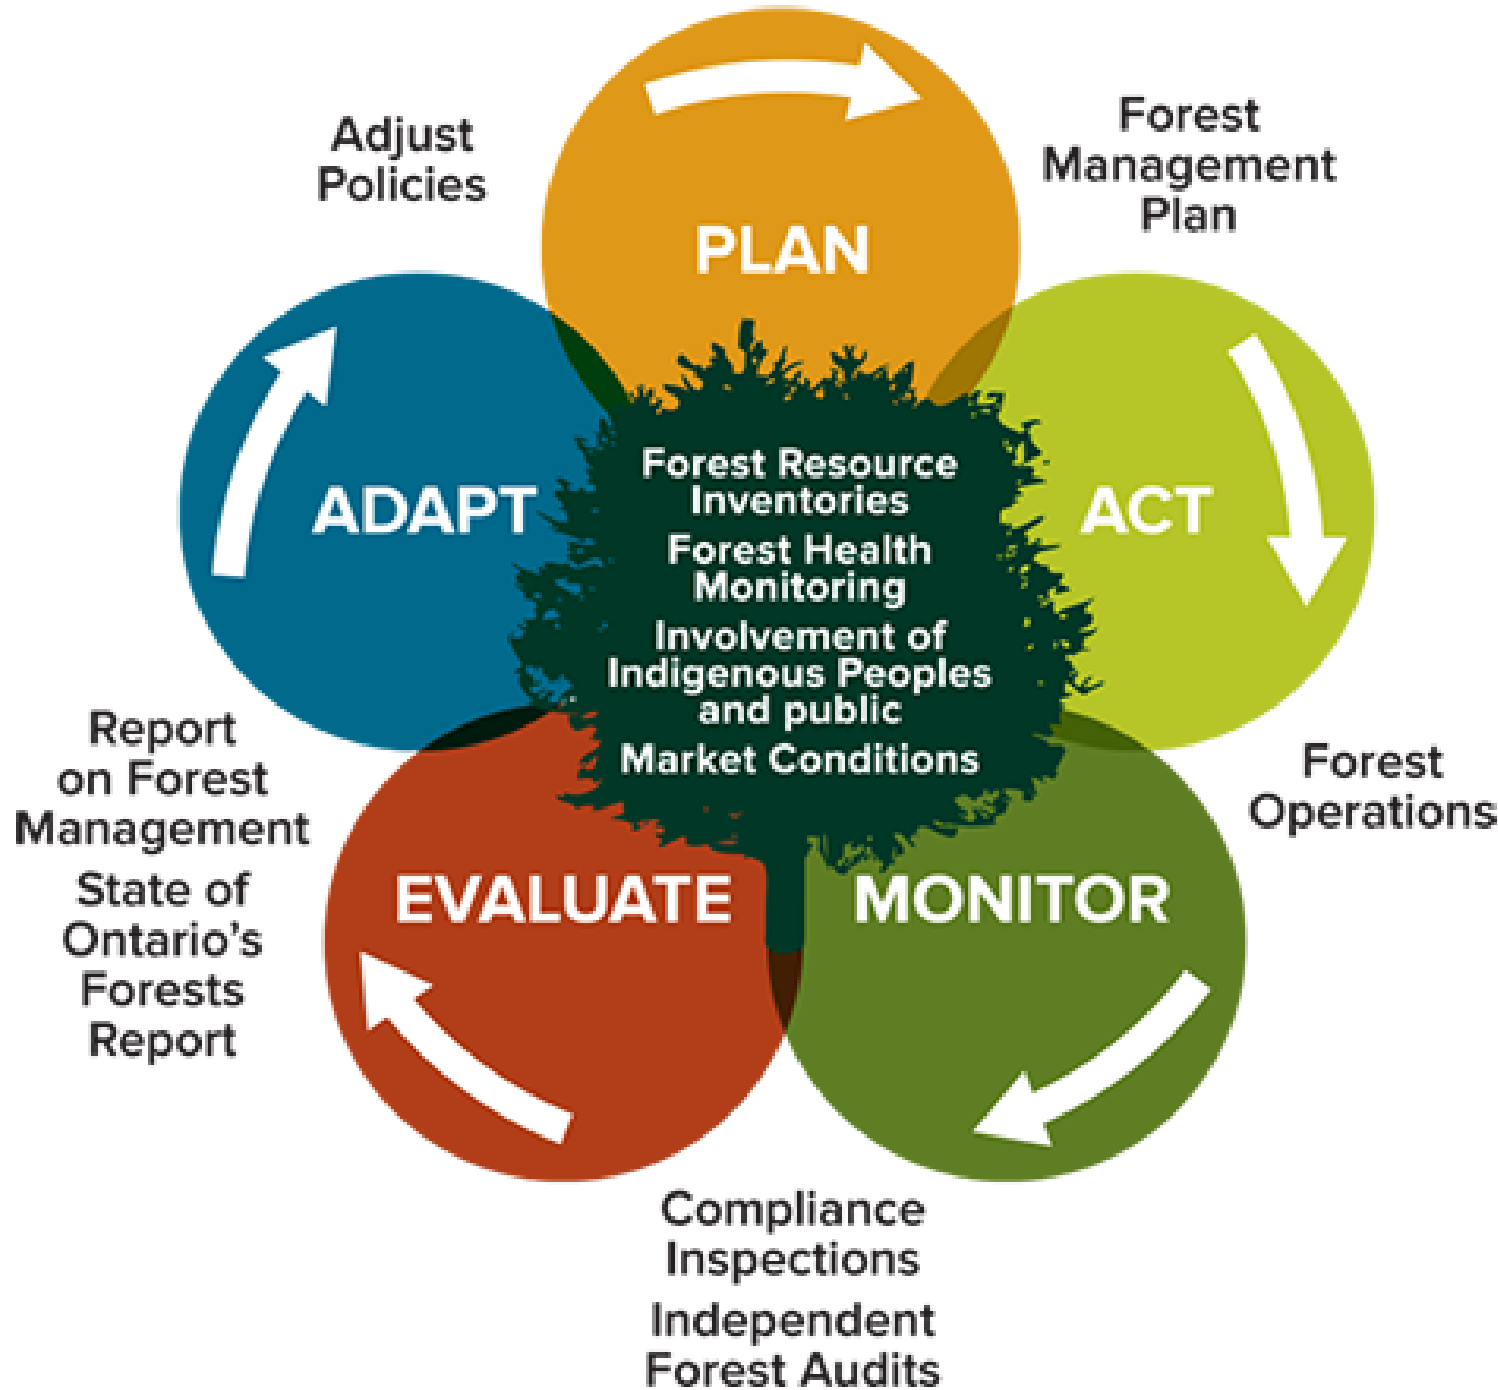 PLAN
Forest
Management
Plan
ACT
Forest
Operations
MONITOR
Compliance
Inspections
Independent
Forest Audits
EVALUATE
Report
on Forest
Management
State of
Ontario’s
Forests
Report
ADAPT
Adjust
Policies
Forest Resource
Inventories
Forest Health
Monitoring
Involvement of
Indigenous Peoples
and public
Market Conditions